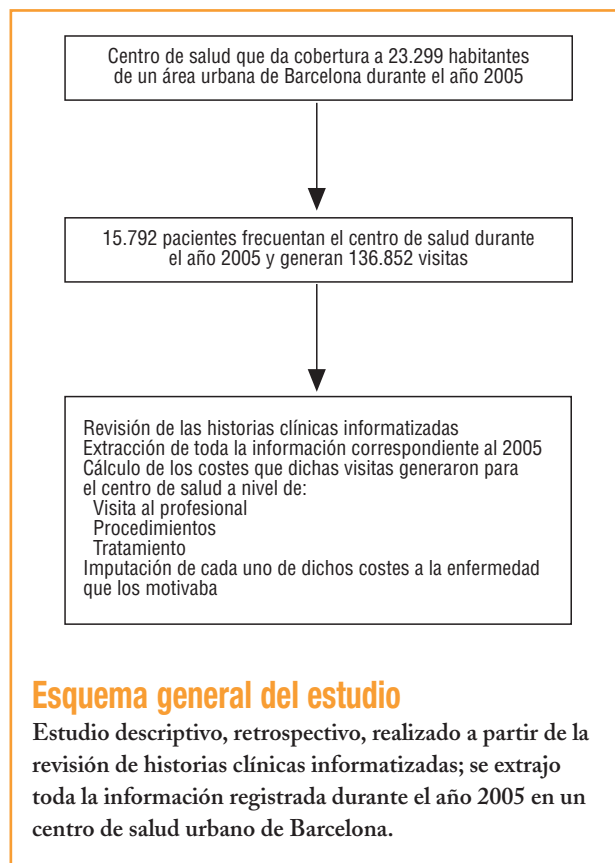 Centro de salud que da cobertura a 23.299 habitantes
de un área urbana de Barcelona durante el año 2005
15.792 pacientes frecuentan el centro de salud durante
el año 2005 y generan 136.852 visitas
Revisión de las historias clínicas informatizadas
Extracción de toda la información correspondiente al 2005
Cálculo de los costes que dichas visitas generaron para
el centro de salud a nivel de:
Visita al profesional
Procedimientos
Tratamiento
Imputación de cada uno de dichos costes a la enfermedad
que los motivaba
Esquema general del estudio
Estudio descriptivo, retrospectivo, realizado a partir de la
revisión de historias clínicas informatizadas; se extrajo
toda la información registrada durante el año 2005 en un
centro de salud urbano de Barcelona.